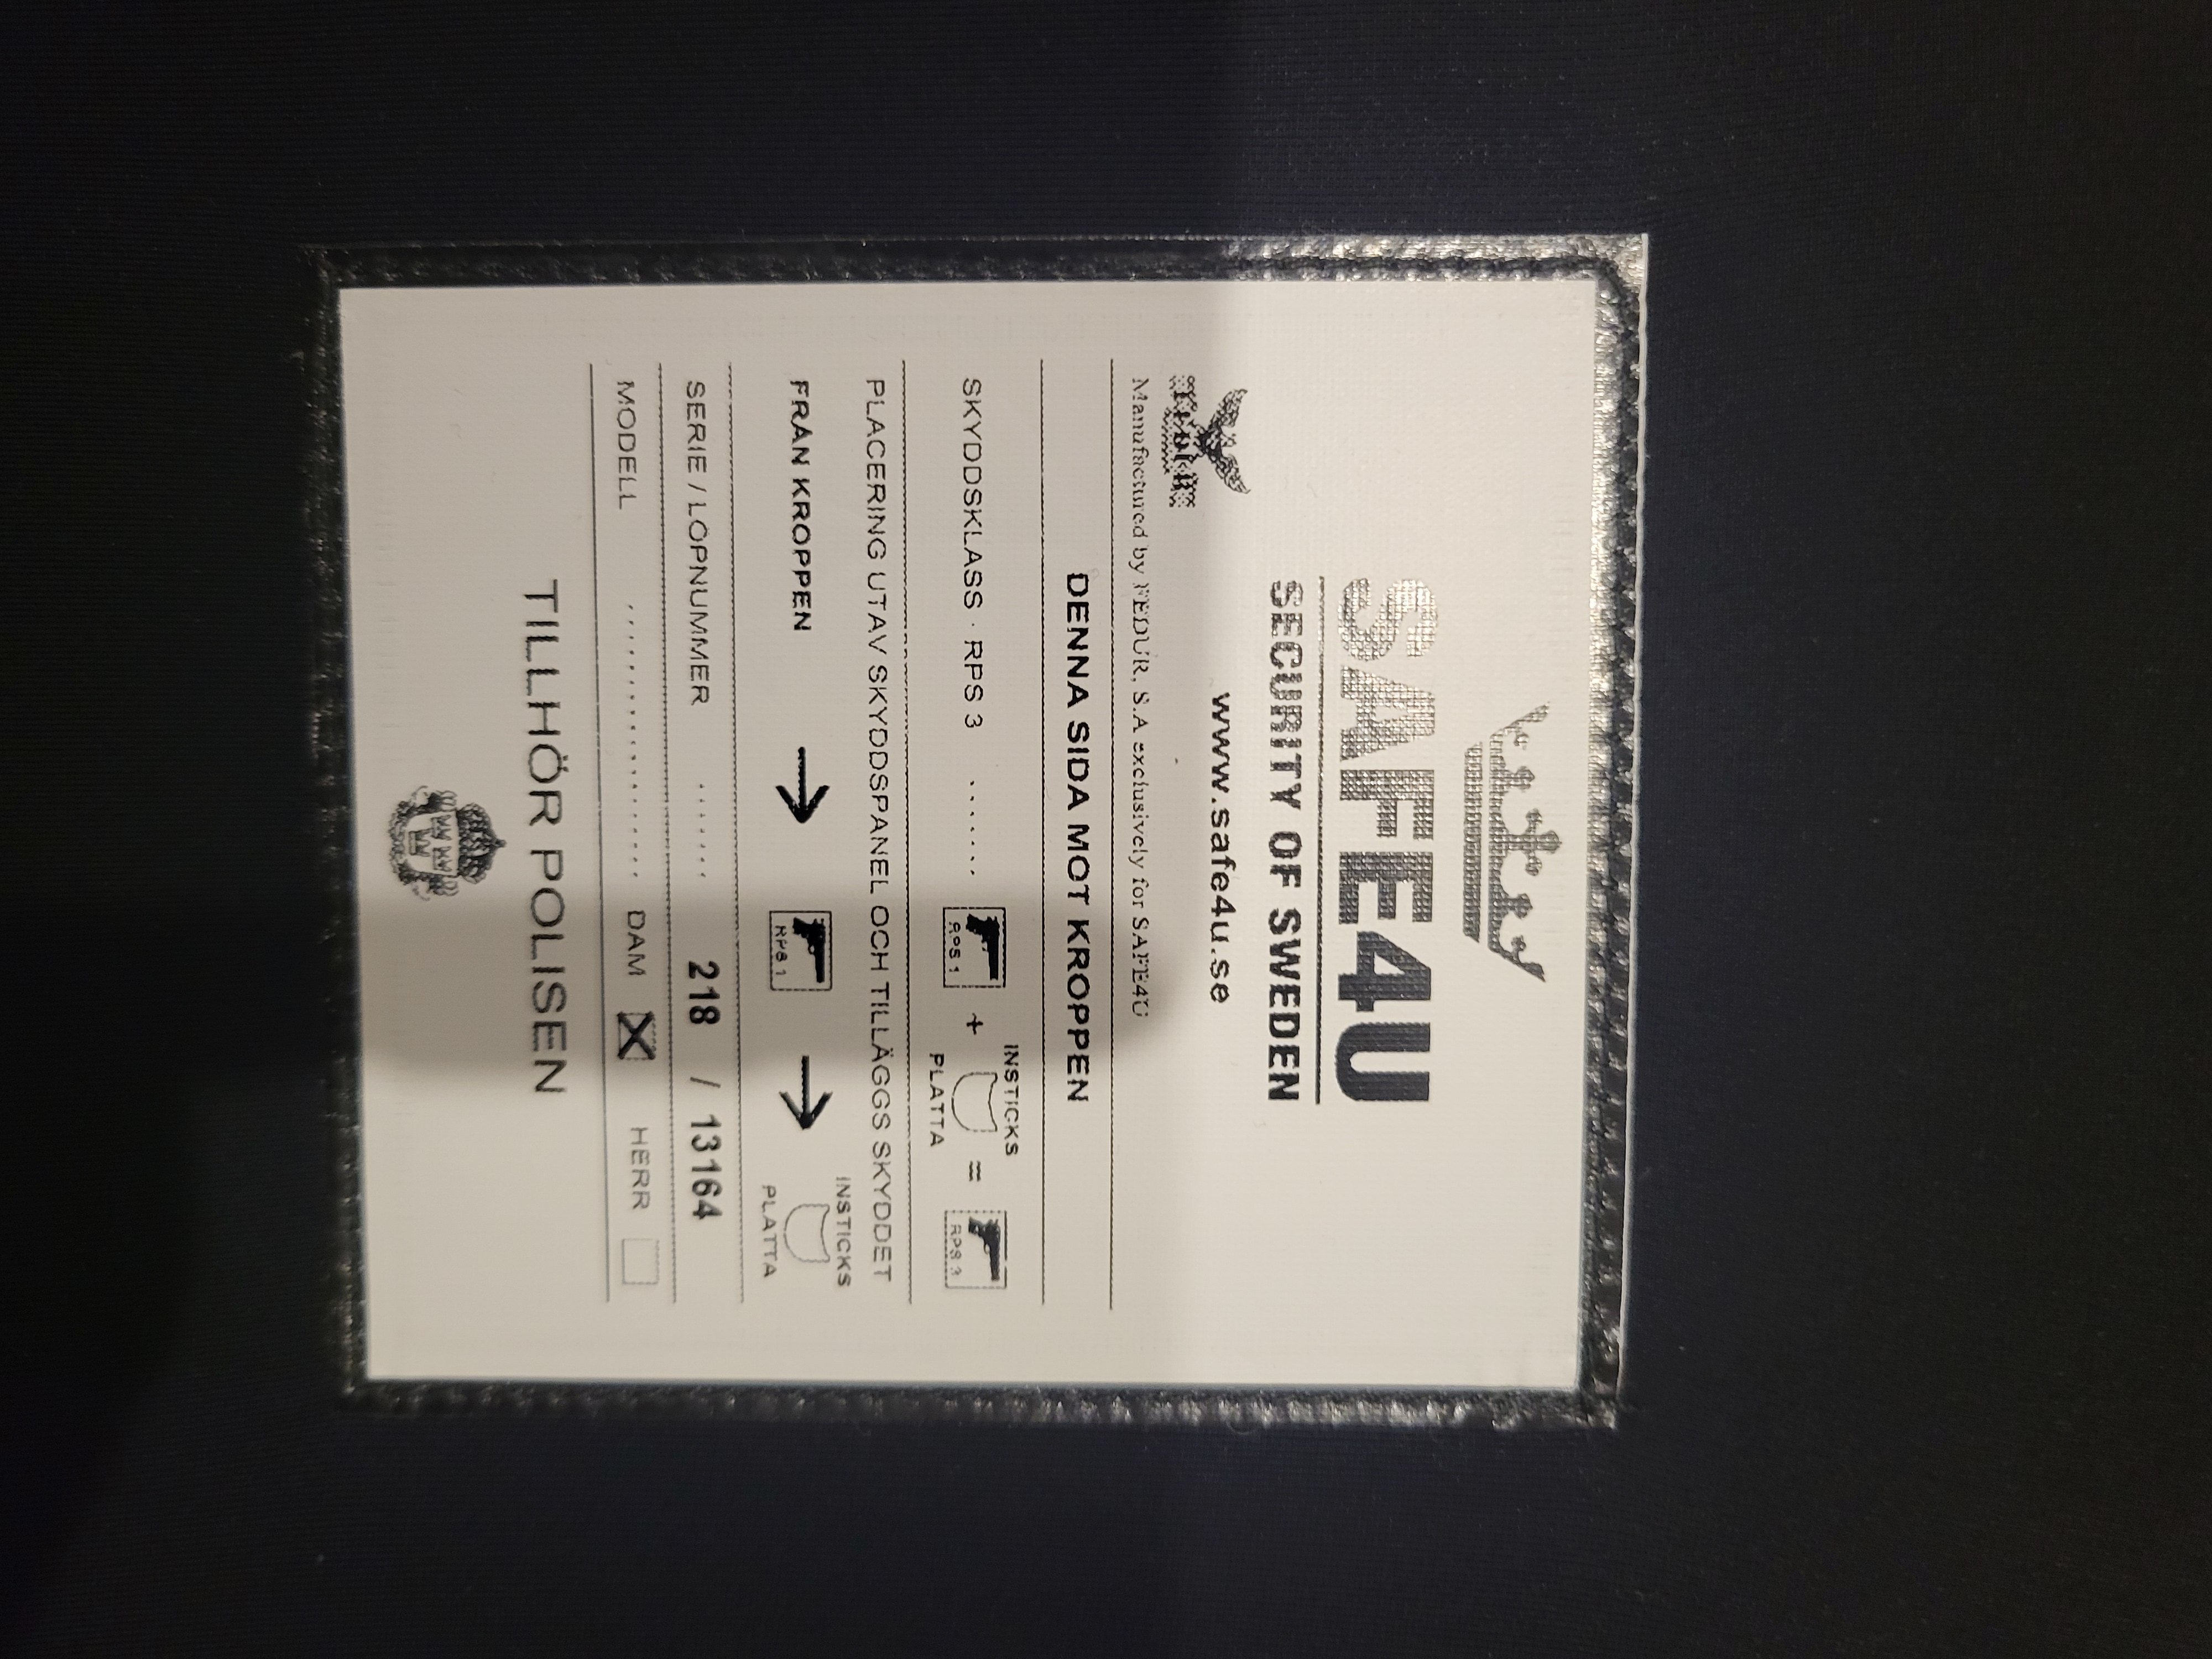 SAFE4U
SECURITY OF SWEDEN
www.safe4u.se
FEDUR
Manufactured by FEDUR, S.A exclusively for SAFE4U
DENNA SIDA MOT KROPPEN
SKYDDSKLASS · RPS 3 ....... RPS 1 + INSTICKS PLATTA = RPS 3
PLACERING UTAV SKYDDSPANEL OCH TILLÄGGS SKYDDET
FRÅN KROPPEN → RPS 1 → INSTICKS PLATTA
SERIE / LÖPNUMMER ....... 218 / 13164
MODELL .................... DAM X HERR
TILLHÖR POLISEN